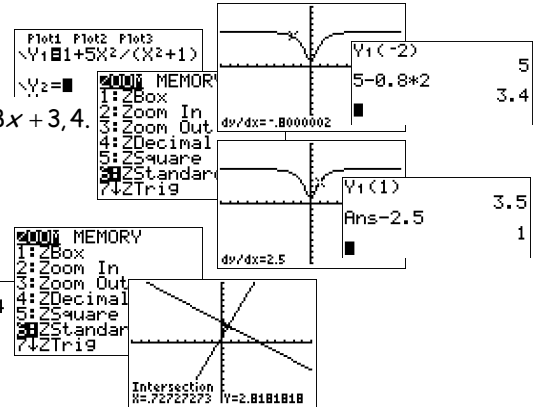 Plot1 Plot2 Plot3
\Y1=1+5X²/(X²+1)
\Y2=
x + 3,4.
ZOOM MEMORY
1:ZBox
2:Zoom In
3:Zoom Out
4:ZDecimal
5:ZSquare
6:ZStandar
7↓ZTrig
dy/dx=-.8000002
Y1(-2)
5
5-0.8*2
3.4
dy/dx=2.5
Y1(1)
3.5
Ans-2.5
1
ZOOM MEMORY
1:ZBox
2:Zoom In
3:Zoom Out
4:ZDecimal
5:ZSquare
6:ZStandar
7↓ZTrig
4
Intersection
X=.72727273 Y=2.8181818